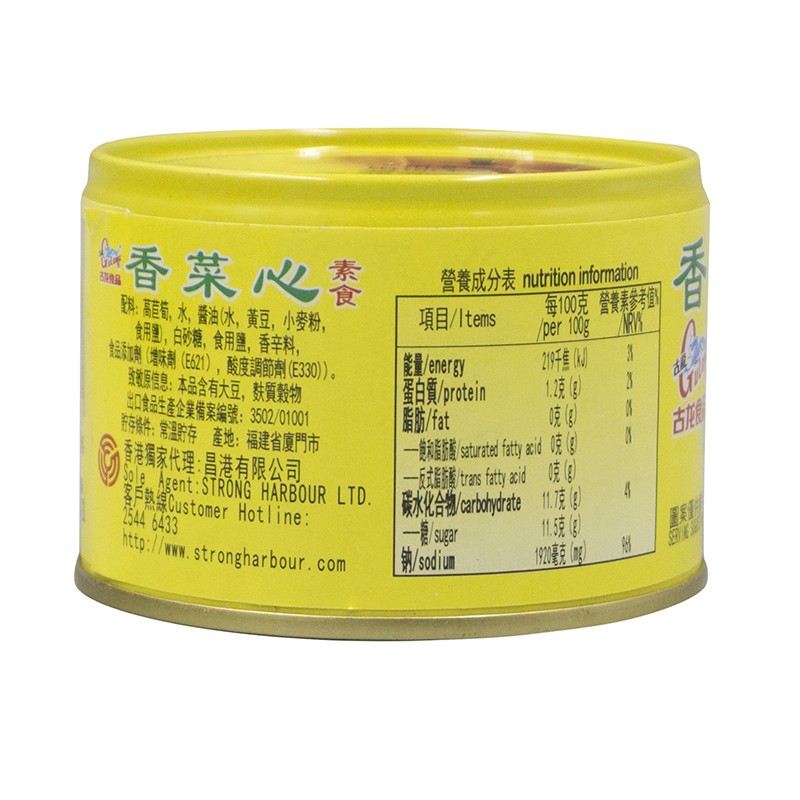 古龙食品
香菜心
素食
配料: 萵苣筍, 水, 醬油(水, 黃豆, 小麥粉,
食用鹽), 白砂糖, 食用鹽, 香辛料,
食品添加劑 (增味劑 (E621), 酸度調節劑(E330))。
致敏原信息: 本品含有大豆, 麩質穀物
出口食品生產企業備案編號: 3502/01001
貯存條件: 常溫貯存 產地: 福建省廈門市
香港獨家代理:昌港有限公司
Sole Agent:STRONG HARBOUR LTD.
客戶熱線Customer Hotline:
2544 6433
http://www.strongharbour.com
營養成分表 nutrition information
項目/Items 每100克/per 100g 營養素參考值%/NRV%
能量/energy 219千焦(kJ) 3%
蛋白質/protein 1.2克(g) 2%
脂肪/fat 0克(g) 0%
—飽和脂肪酸/saturated fatty acid 0克(g) 0%
—反式脂肪酸/trans fatty acid 0克(g)
碳水化合物/carbohydrate 11.7克(g) 4%
—糖/sugar 11.5克(g)
鈉/sodium 1920毫克(mg) 96%
香
古龙食品
圖案僅供
SERVING